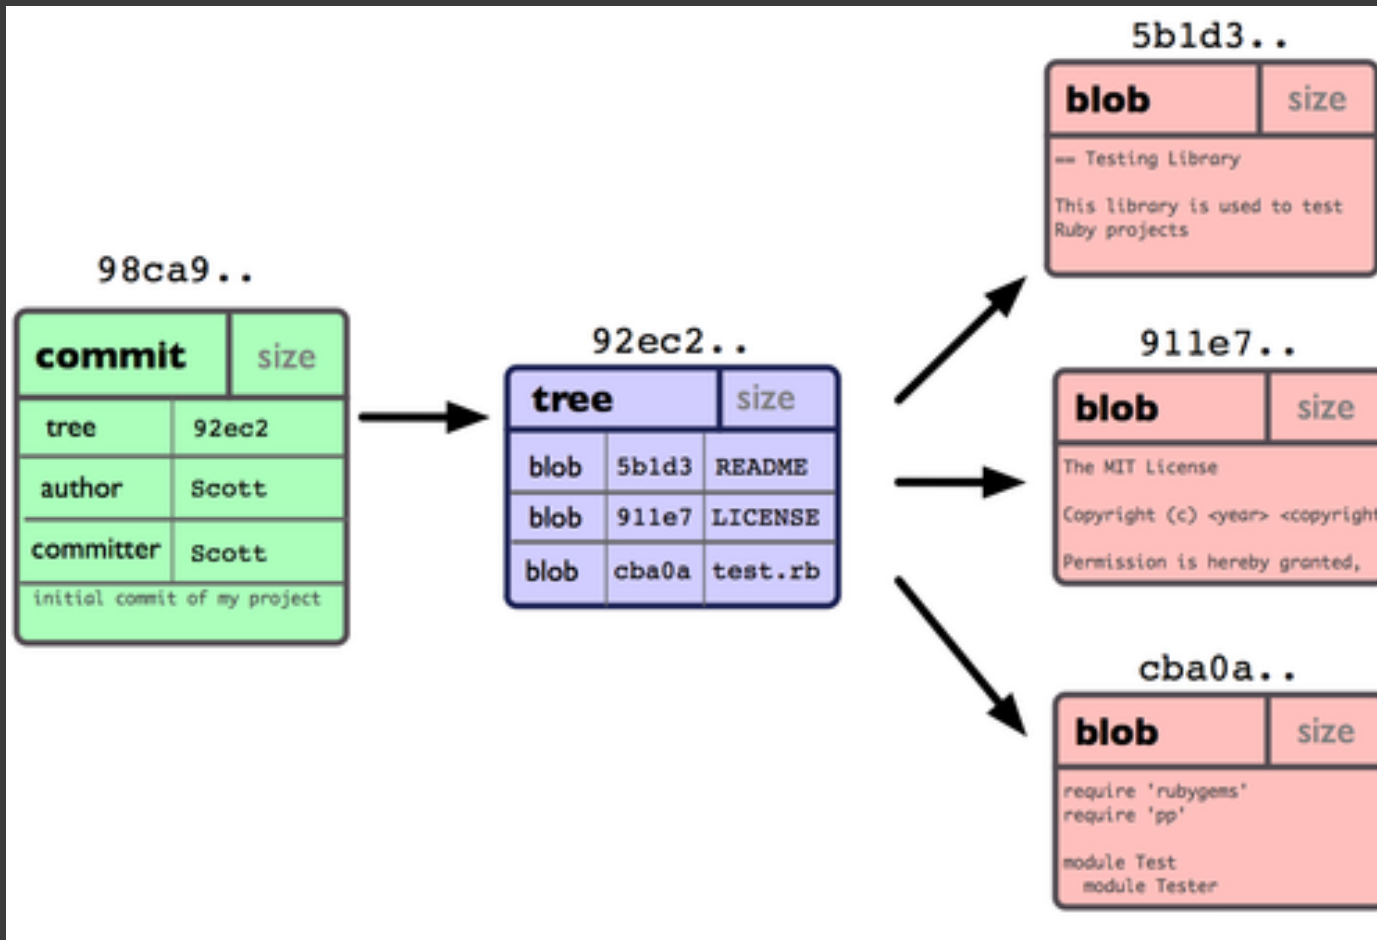 98ca9..
commit size
tree 92ec2
author Scott
committer Scott
initial commit of my project
92ec2..
tree size
blob 5b1d3 README
blob 911e7 LICENSE
blob cba0a test.rb
5b1d3..
blob size
== Testing Library
This library is used to test
Ruby projects
911e7..
blob size
The MIT License
Copyright (c) <year> <copyright
Permission is hereby granted,
cba0a..
blob size
require 'rubygems'
require 'pp'
module Test
module Tester